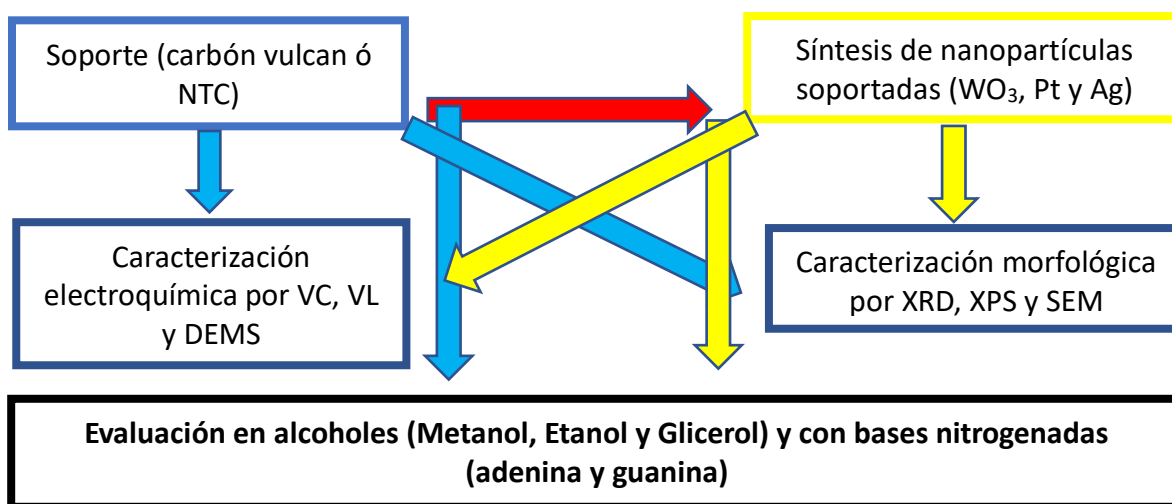 Soporte (carbón vulcan ó
NTC)
Síntesis de nanopartículas
soportadas (WO₃, Pt y Ag)
Caracterización
electroquímica por VC, VL
y DEMS
Caracterización morfológica
por XRD, XPS y SEM
Evaluación en alcoholes (Metanol, Etanol y Glicerol) y con bases nitrogenadas
(adenina y guanina)